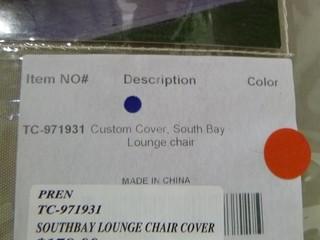 Item NO# Description Color
TC-971931 Custom Cover, South Bay
Lounge chair
MADE IN CHINA
PREN
TC-971931
SOUTHBAY LOUNGE CHAIR COVER